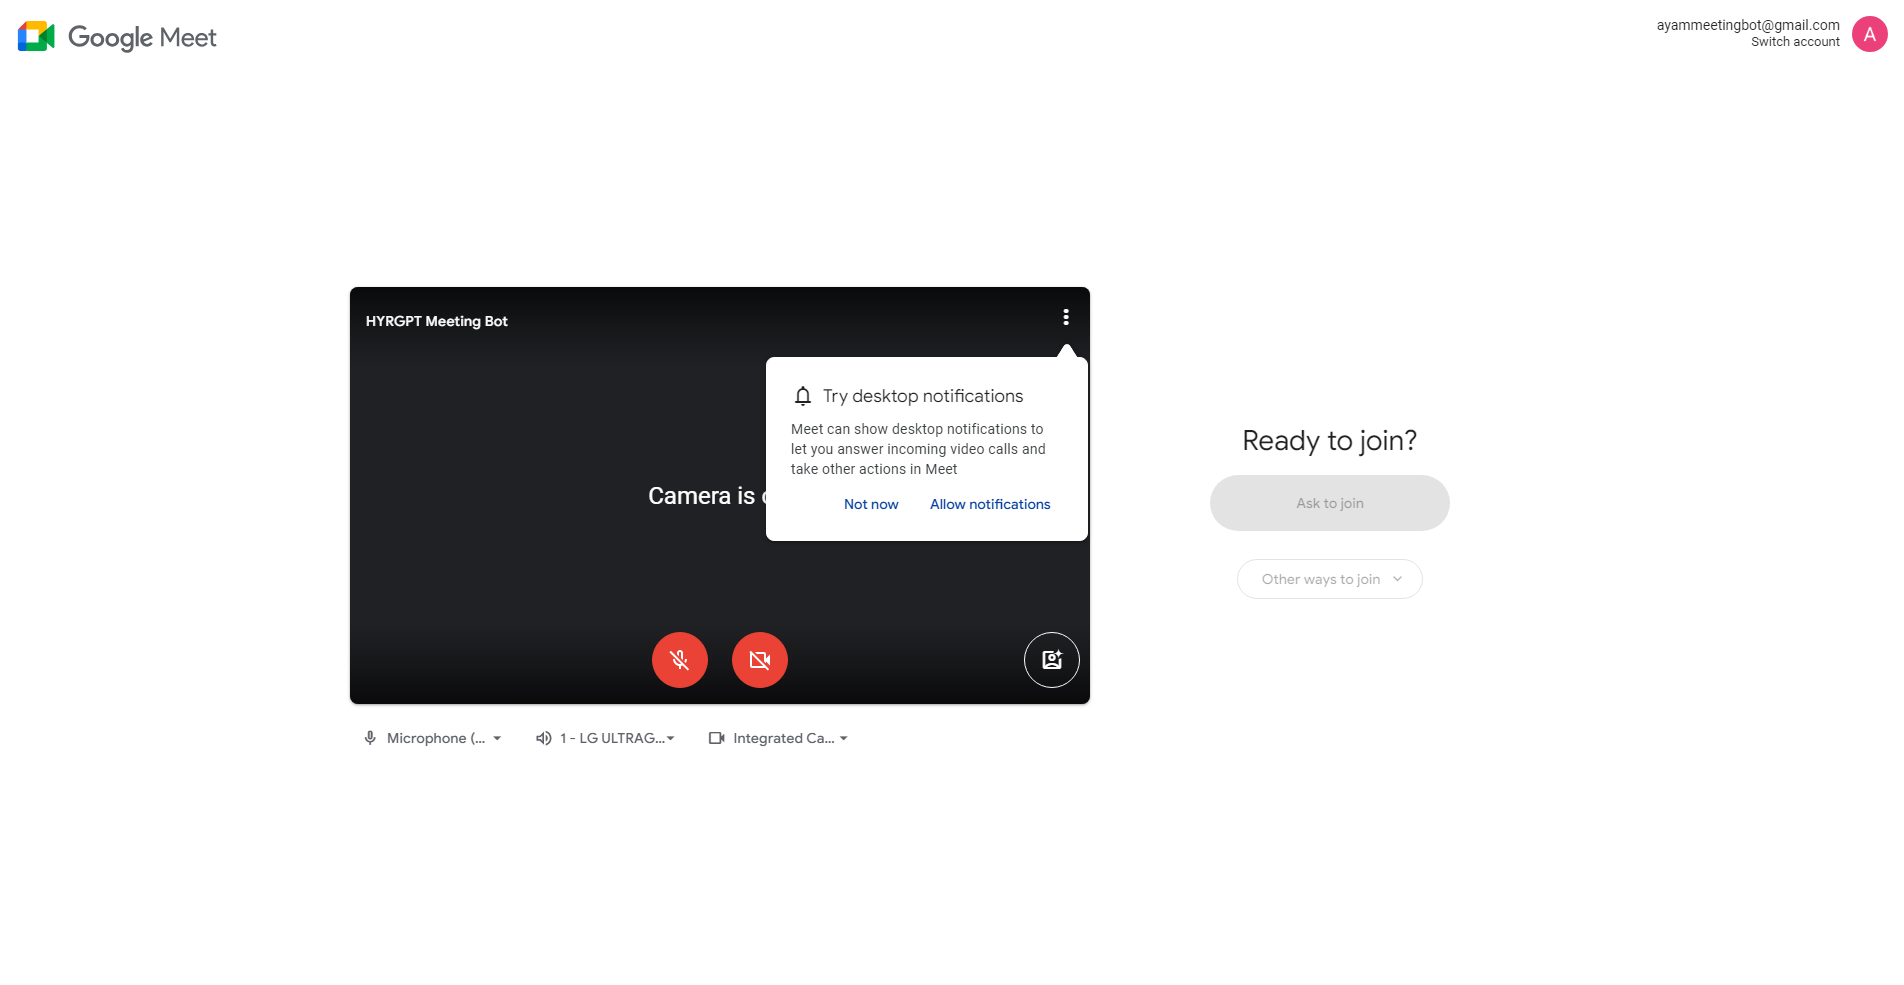 Google Meet
ayammeetingbot@gmail.com
Switch account
A
HYRGPT Meeting Bot
Try desktop notifications
Meet can show desktop notifications to
let you answer incoming video calls and
take other actions in Meet
Not now
Allow notifications
Camera is
Ready to join?
Ask to join
Other ways to join
Microphone (...
1 - LG ULTRAG...
Integrated Ca...